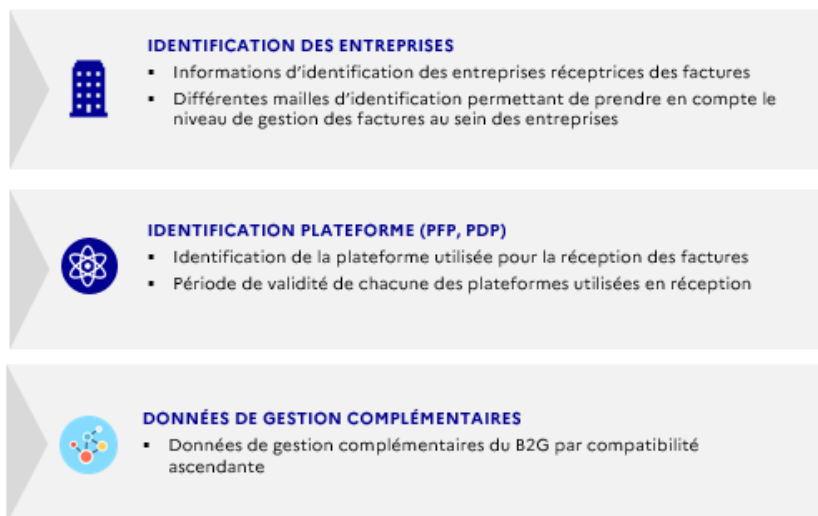 IDENTIFICATION DES ENTREPRISES
▪ Informations d'identification des entreprises réceptrices des factures
▪ Différentes mailles d'identification permettant de prendre en compte le
niveau de gestion des factures au sein des entreprises
IDENTIFICATION PLATEFORME (PFP, PDP)
▪ Identification de la plateforme utilisée pour la réception des factures
▪ Période de validité de chacune des plateformes utilisées en réception
DONNÉES DE GESTION COMPLÉMENTAIRES
▪ Données de gestion complémentaires du B2G par compatibilité
ascendante